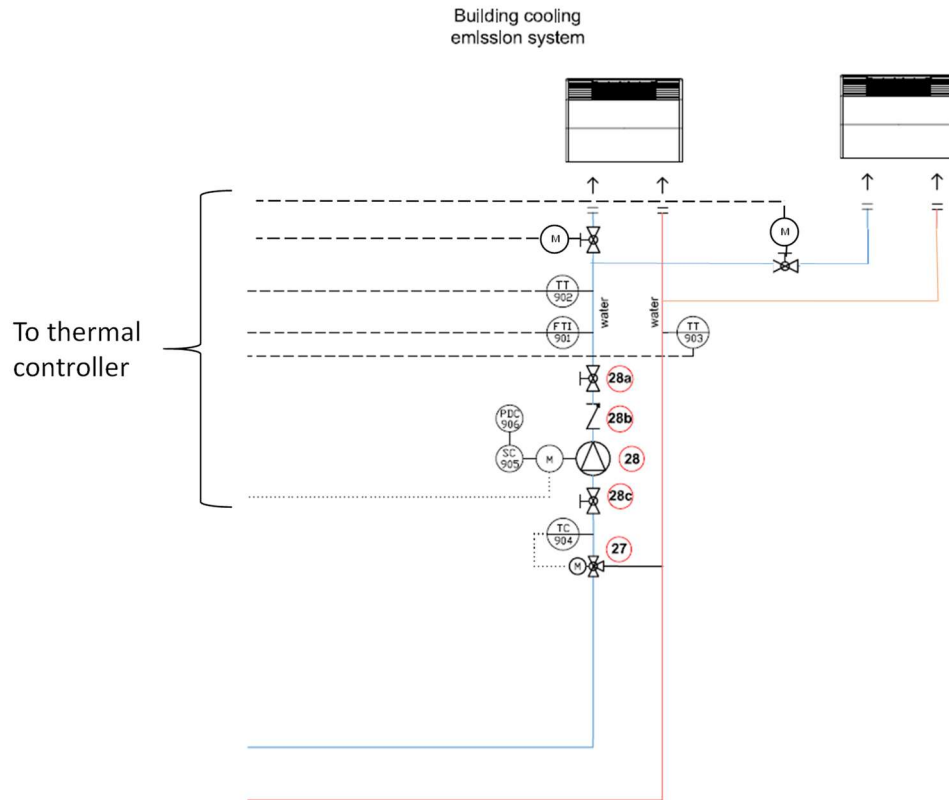 Building cooling
emission system
M
M
TT
902
water
water
FTI
901
TT
903
To thermal
controller
28a
PDC
906
28b
SC
905
M
28
28c
TC
904
27
M